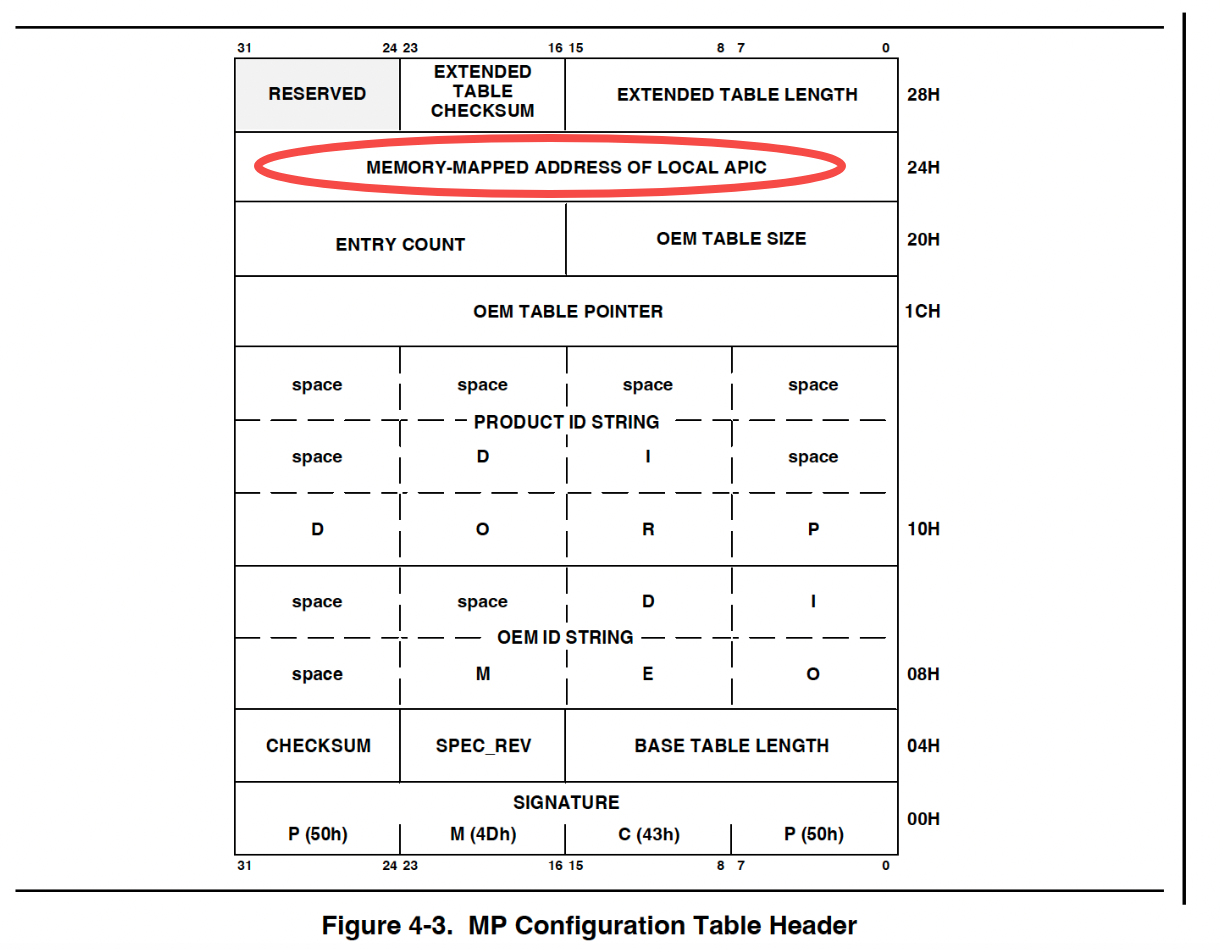 31 24 23 16 15 8 7 0
RESERVED EXTENDED TABLE CHECKSUM EXTENDED TABLE LENGTH 28H
MEMORY-MAPPED ADDRESS OF LOCAL APIC 24H
ENTRY COUNT OEM TABLE SIZE 20H
OEM TABLE POINTER 1CH
space space space space
PRODUCT ID STRING
space D I space
D O R P 10H
space space D I
OEM ID STRING
space M E O 08H
CHECKSUM SPEC_REV BASE TABLE LENGTH 04H
SIGNATURE
00H
P (50h) M (4Dh) C (43h) P (50h)
31 24 23 16 15 8 7 0
Figure 4-3. MP Configuration Table Header